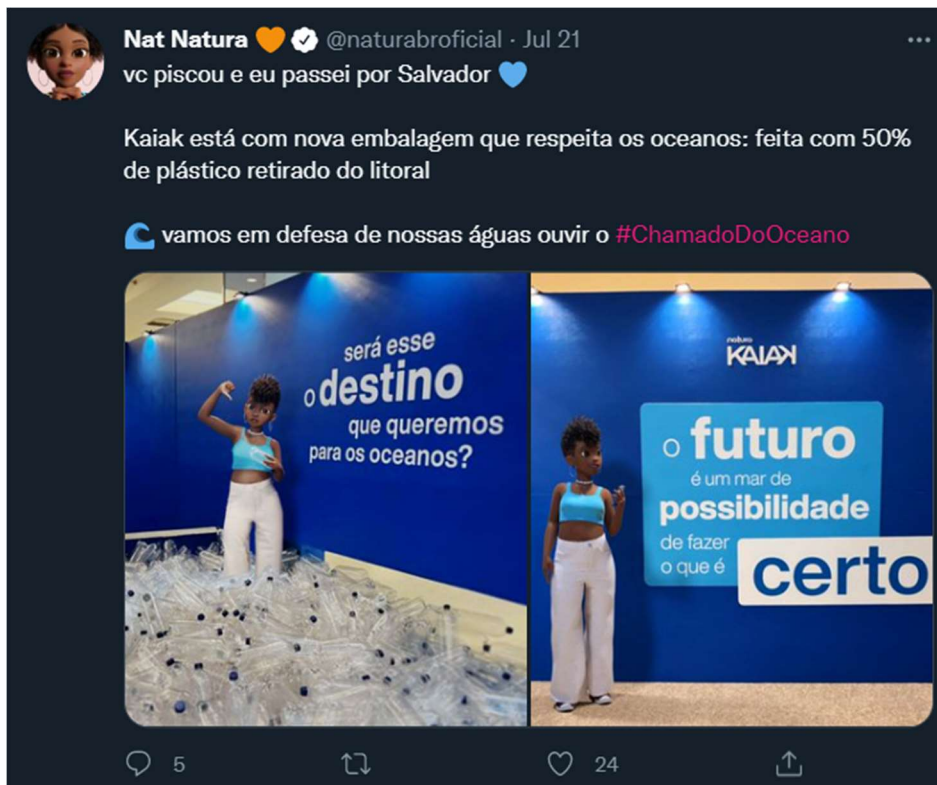 Nat Natura 🧡 @naturabroficial · Jul 21
vc piscou e eu passei por Salvador 💙
Kaiak está com nova embalagem que respeita os oceanos: feita com 50%
de plástico retirado do litoral
🌊 vamos em defesa de nossas águas ouvir o #ChamadoDoOceano
será esse
o destino
que queremos
para os oceanos?
natura
KAIAK
o futuro
é um mar de
possibilidade
de fazer
o que é certo
5
24